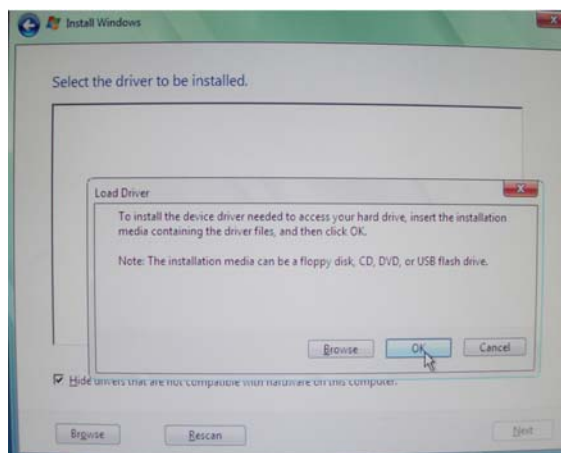 Install Windows
Select the driver to be installed.
Load Driver
To install the device driver needed to access your hard drive, insert the installation
media containing the driver files, and then click OK.
Note: The installation media can be a floppy disk, CD, DVD, or USB flash drive.
Browse OK Cancel
Hide drivers that are not compatible with hardware on this computer.
Browse Rescan Next